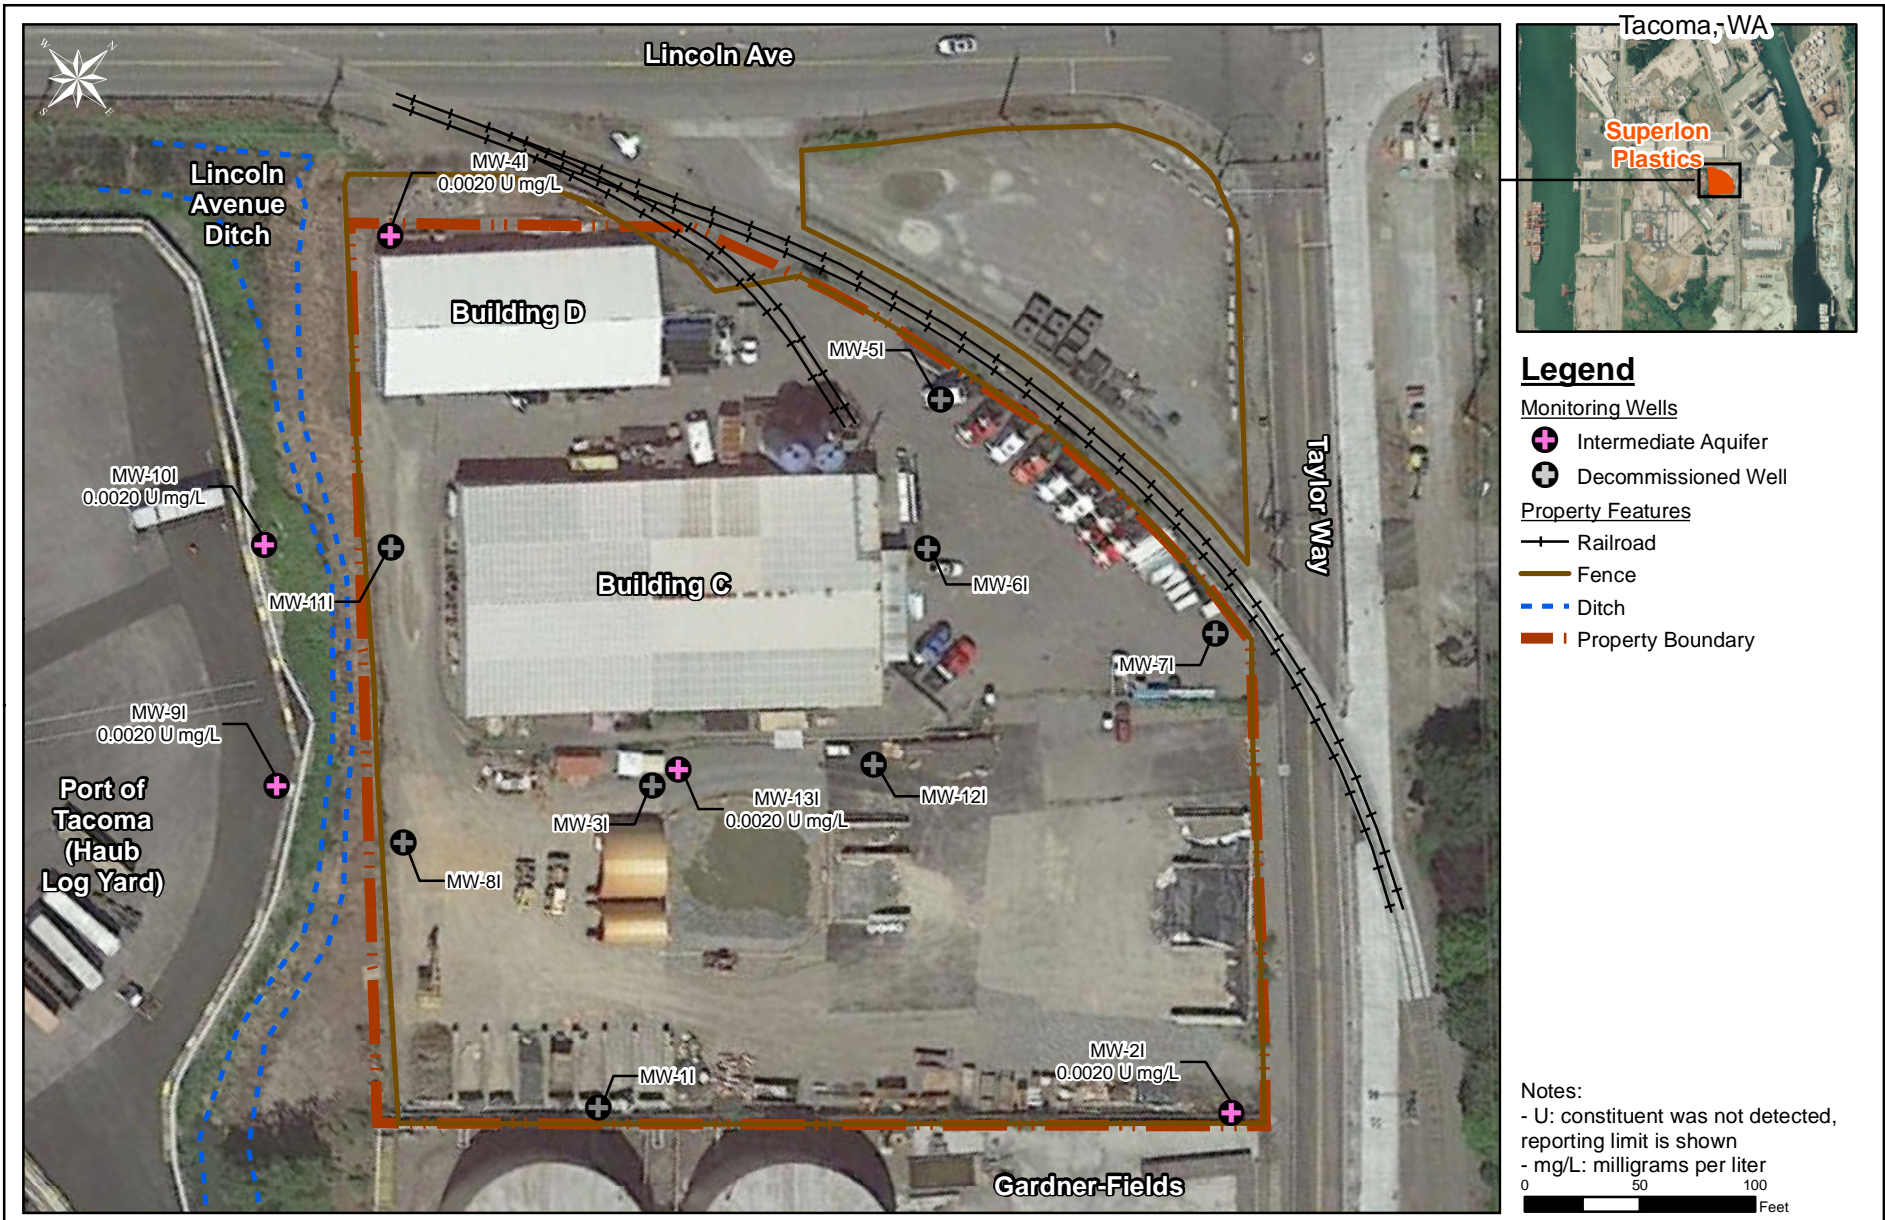 Lincoln Ave
W
N
S
E
Lincoln
Avenue
Ditch
MW-4I
0.0020 U mg/L
Building D
MW-5I
Taylor Way
MW-10I
0.0020 U mg/L
MW-11I
Building C
MW-6I
MW-7I
MW-9I
0.0020 U mg/L
Port of
Tacoma
(Haub
Log Yard)
MW-3I
MW-13I
0.0020 U mg/L
MW-12I
MW-8I
MW-1I
MW-2I
0.0020 U mg/L
Gardner-Fields
Tacoma, WA
Superlon
Plastics
Legend
Monitoring Wells
Intermediate Aquifer
Decommissioned Well
Property Features
Railroad
Fence
Ditch
Property Boundary
Notes:
- U: constituent was not detected,
reporting limit is shown
- mg/L: milligrams per liter
0 50 100
Feet